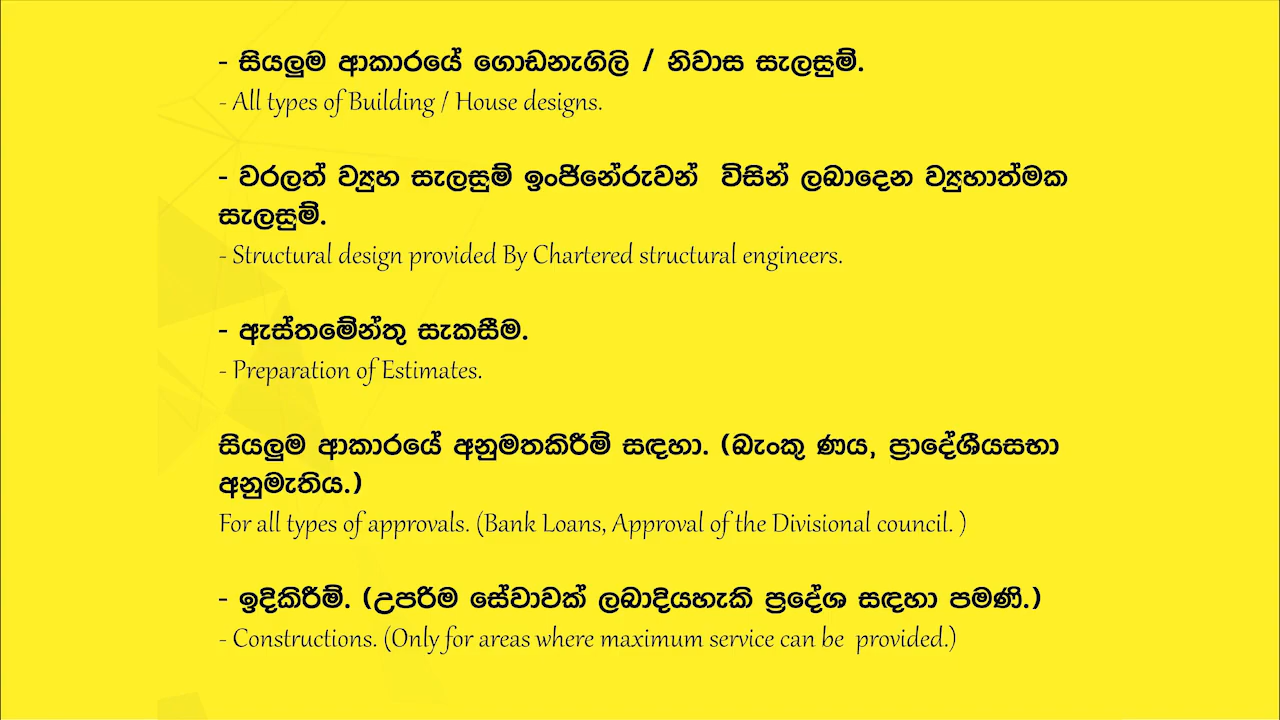 - සියලුම ආකාරයේ ගොඩනැගිලි / නිවාස සැලසුම්.
- All types of Building / House designs.
- වරලත් ව්‍යුහ සැලසුම් ඉංජිනේරුවන් විසින් ලබාදෙන ව්‍යුහාත්මක
සැලසුම්.
- Structural design provided By Chartered structural engineers.
- ඇස්තමේන්තු සැකසීම.
- Preparation of Estimates.
සියලුම ආකාරයේ අනුමතකිරීම් සඳහා. (බැංකු ණය, ප්‍රාදේශීයසභා
අනුමැතිය.)
For all types of approvals. (Bank Loans, Approval of the Divisional council. )
- ඉදිකිරීම්. (උපරිම සේවාවක් ලබාදියහැකි ප්‍රදේශ සඳහා පමණි.)
- Constructions. (Only for areas where maximum service can be provided.)